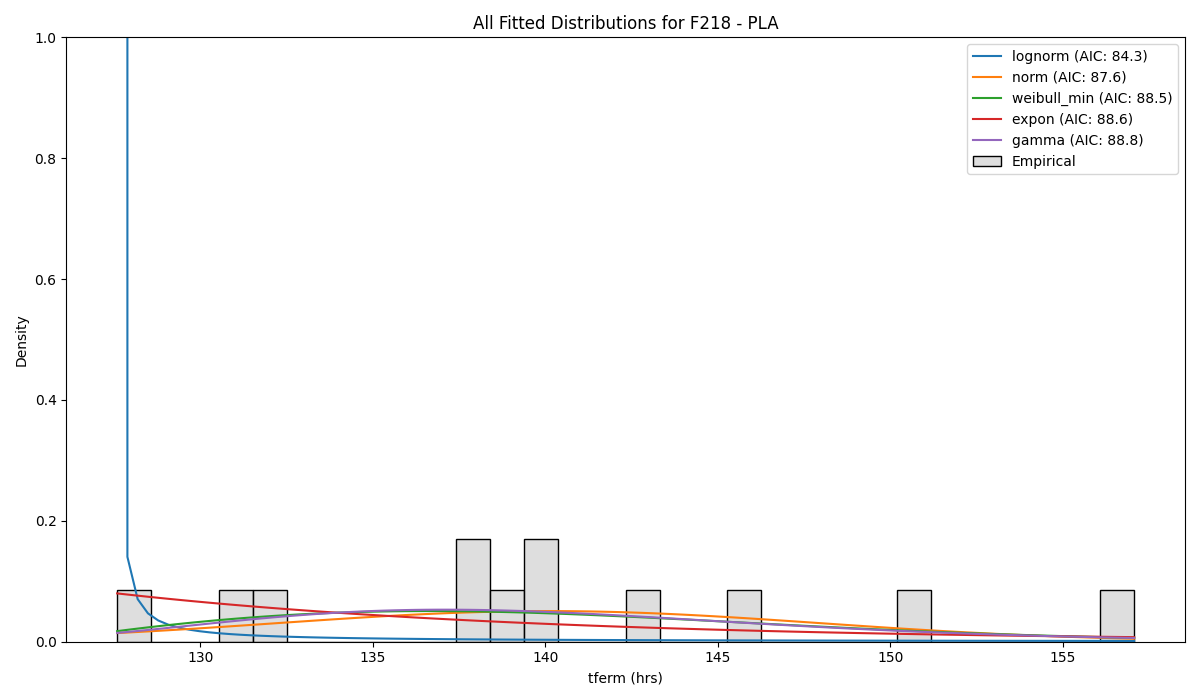 All Fitted Distributions for F218 - PLA
1.0
0.8
0.6
0.4
0.2
0.0
Density
130
135
140
145
150
155
tferm (hrs)
lognorm (AIC: 84.3)
norm (AIC: 87.6)
weibull_min (AIC: 88.5)
expon (AIC: 88.6)
gamma (AIC: 88.8)
Empirical